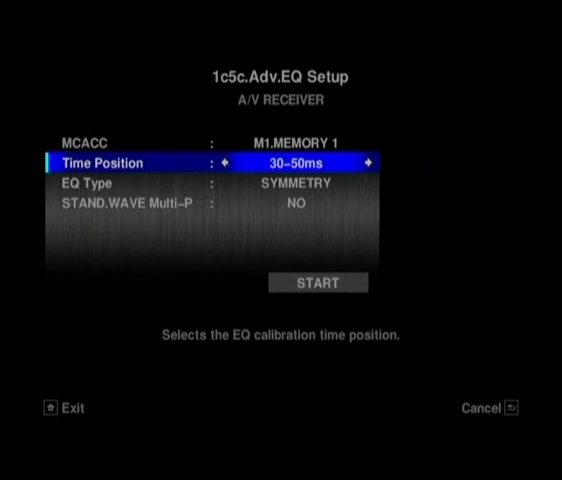 1c5c.Adv.EQ Setup
A/V RECEIVER
MCACC : M1.MEMORY 1
Time Position : 30–50ms
EQ Type : SYMMETRY
STAND.WAVE Multi–P : NO
START
Selects the EQ calibration time position.
Exit Cancel